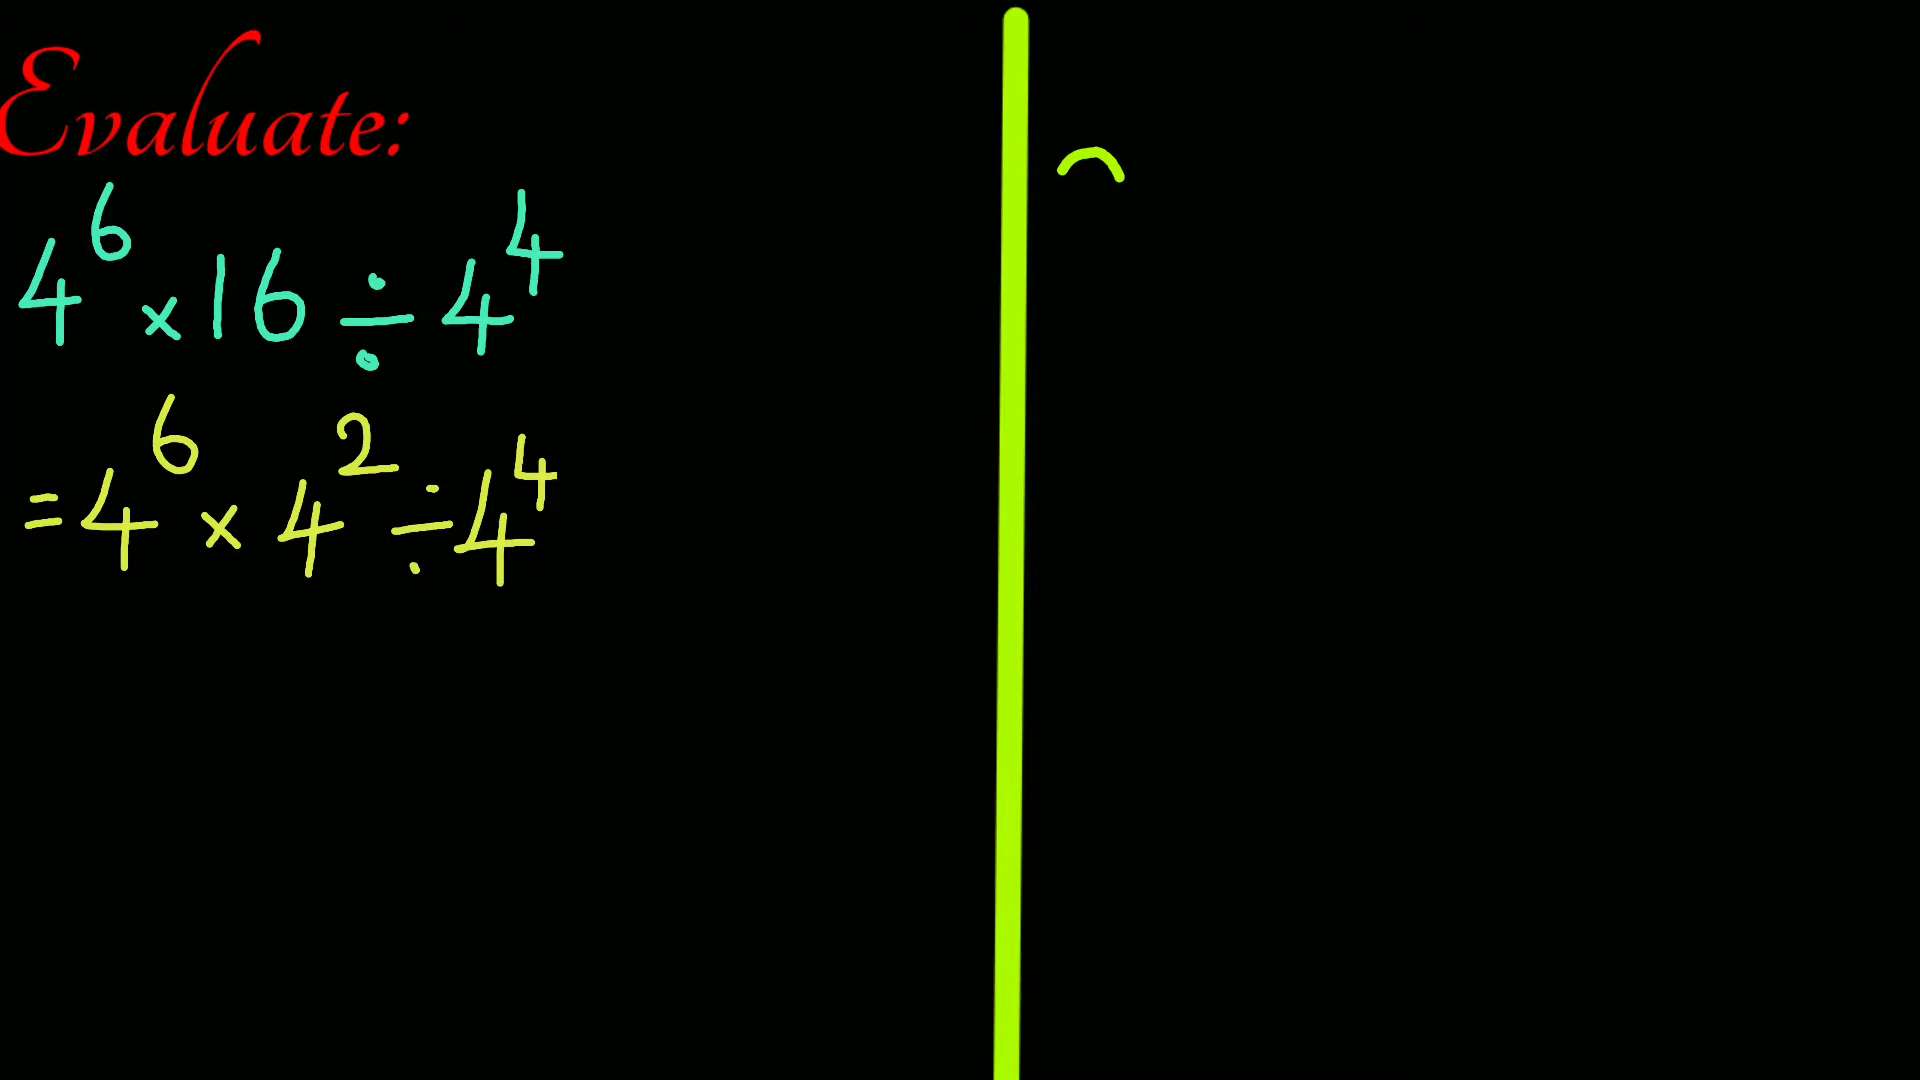 Evaluate:
4⁶ × 16 ÷ 4⁴
= 4⁶ × 4² ÷ 4⁴